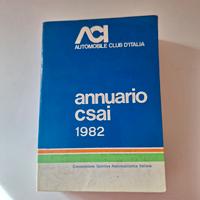 ACI
AUTOMOBILE CLUB D'ITALIA
annuario
csai
1982
Commissione Sportiva Automobilistica Italiana